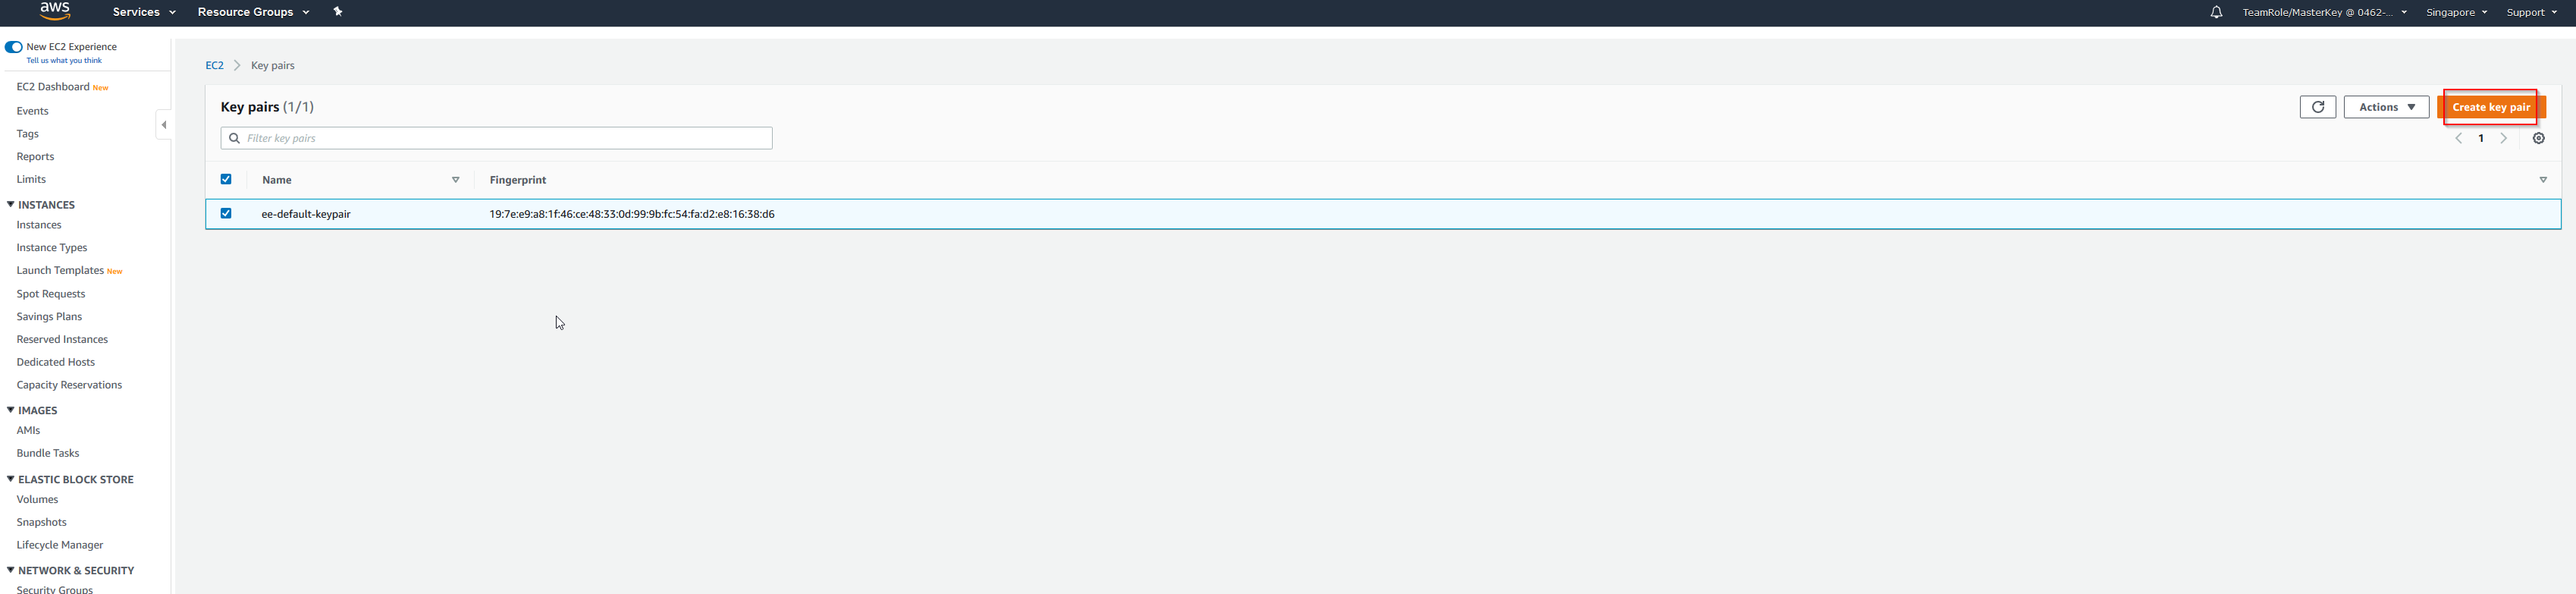 aws Services Resource Groups TeamRole/MasterKey @ 0462-... Singapore Support
New EC2 Experience
Tell us what you think
EC2 Dashboard New
Events
Tags
Reports
Limits
INSTANCES
Instances
Instance Types
Launch Templates New
Spot Requests
Savings Plans
Reserved Instances
Dedicated Hosts
Capacity Reservations
IMAGES
AMIs
Bundle Tasks
ELASTIC BLOCK STORE
Volumes
Snapshots
Lifecycle Manager
NETWORK & SECURITY
Security Groups
EC2 > Key pairs
Key pairs (1/1) Actions Create key pair
Filter key pairs 1
Name Fingerprint
ee-default-keypair 19:7e:e9:a8:1f:46:ce:48:33:0d:99:9b:fc:54:fa:d2:e8:16:38:d6